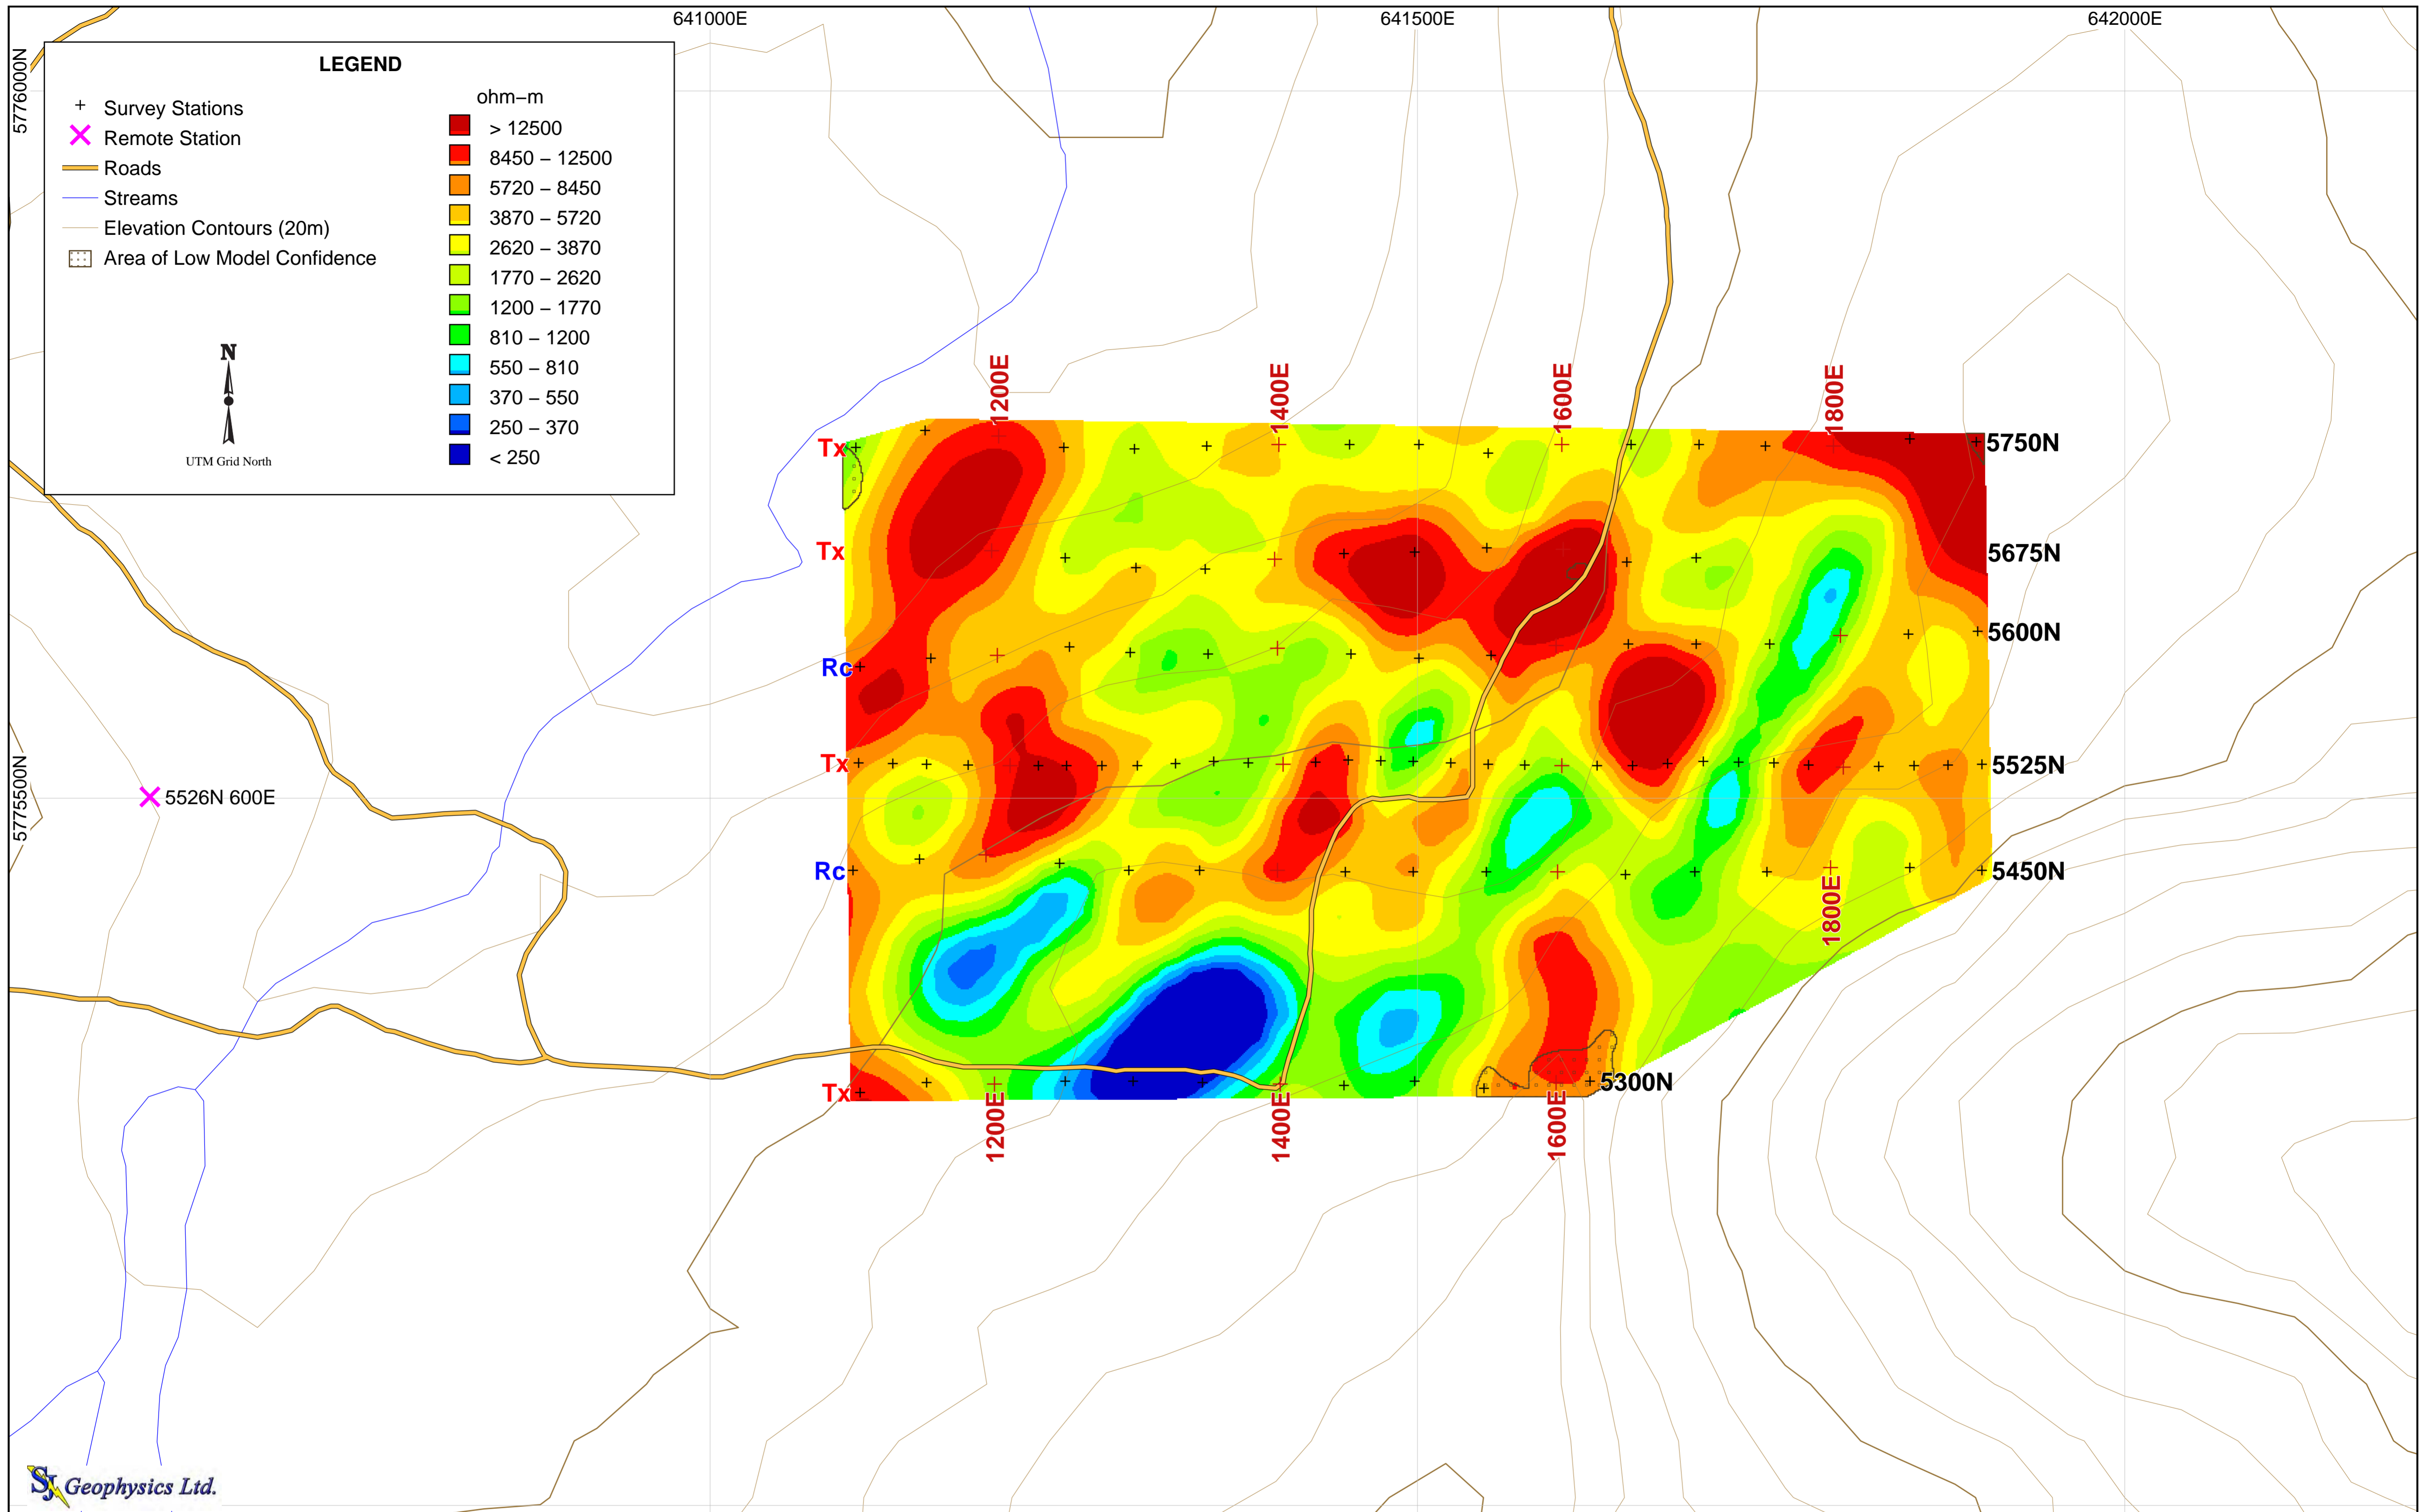 641000E
641500E
642000E
5776000N
LEGEND
ohm–m
Survey Stations
Remote Station
Roads
Streams
Elevation Contours (20m)
Area of Low Model Confidence
> 12500
8450 – 12500
5720 – 8450
3870 – 5720
2620 – 3870
1770 – 2620
1200 – 1770
810 – 1200
550 – 810
370 – 550
250 – 370
< 250
N
UTM Grid North
1200E
1400E
1600E
1800E
Tx
5750N
Tx
5675N
Rc
5600N
Tx
5525N
5775500N
5526N 600E
Rc
5450N
1800E
Tx
5300N
1200E
1400E
1600E
SJ Geophysics Ltd.